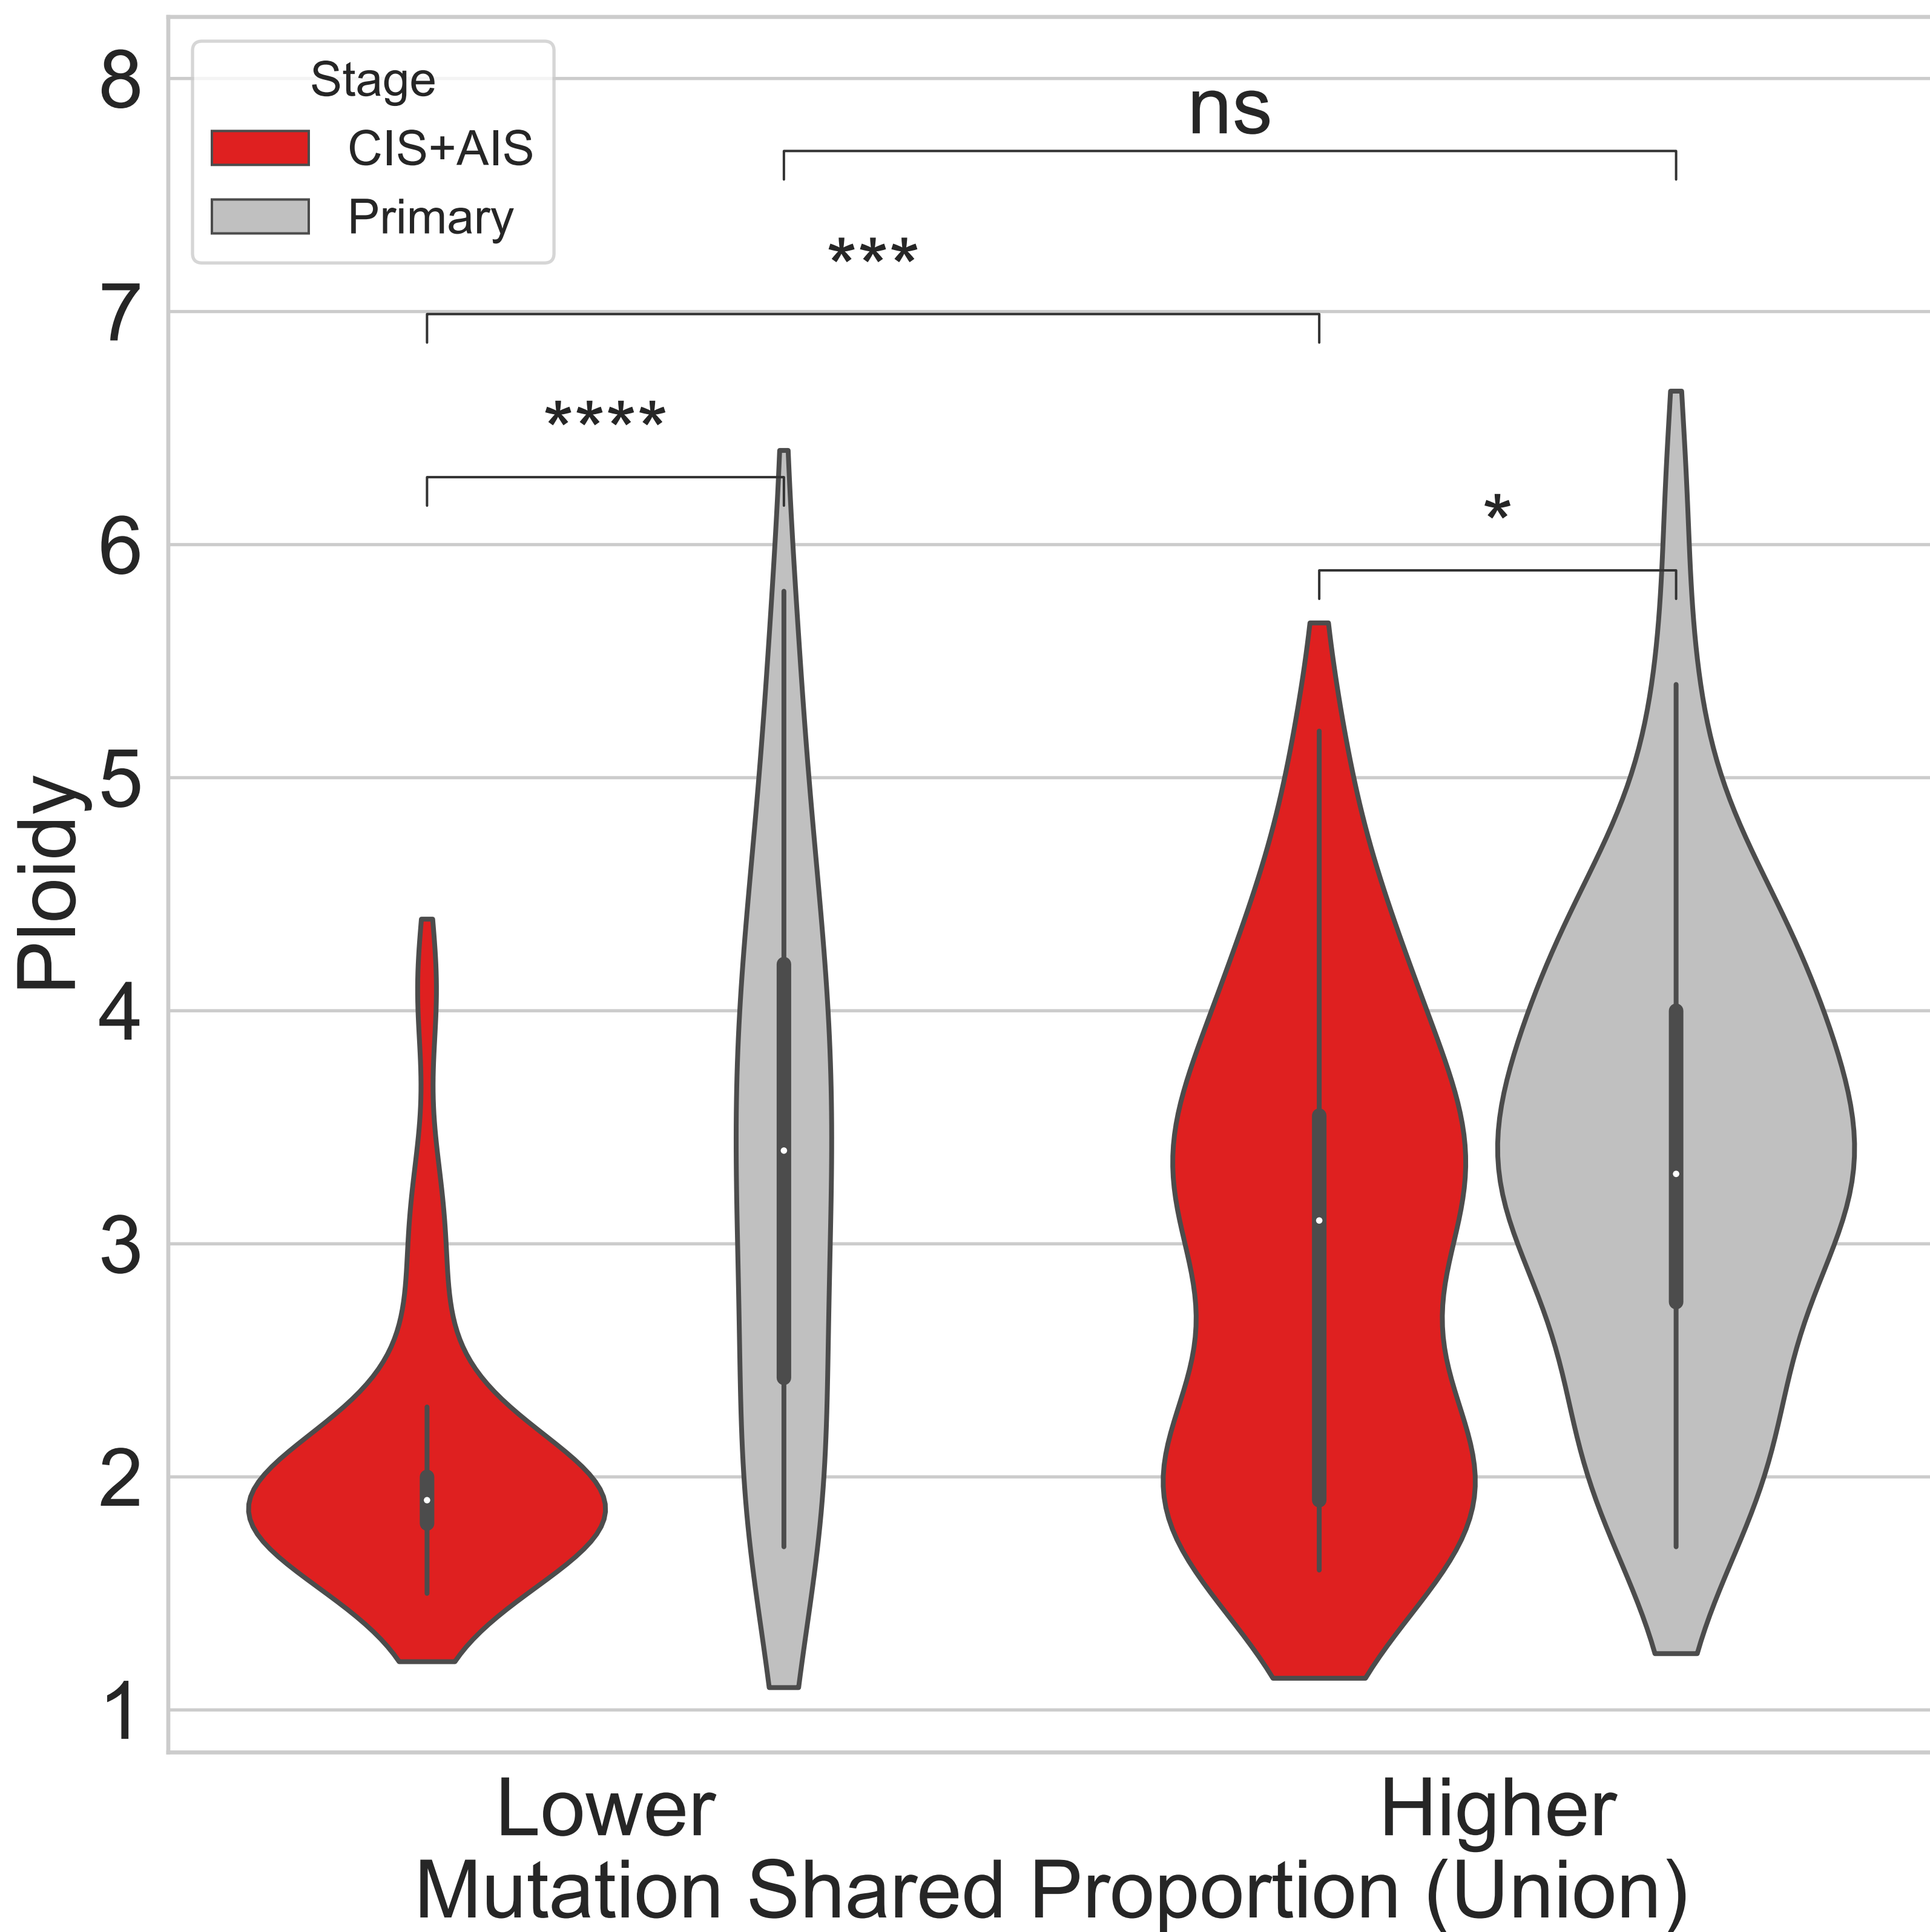 Stage
CIS+AIS
Primary
ns
***
****
*
8
7
6
5
4
3
2
1
Ploidy
Lower
Higher
Mutation Shared Proportion (Union)